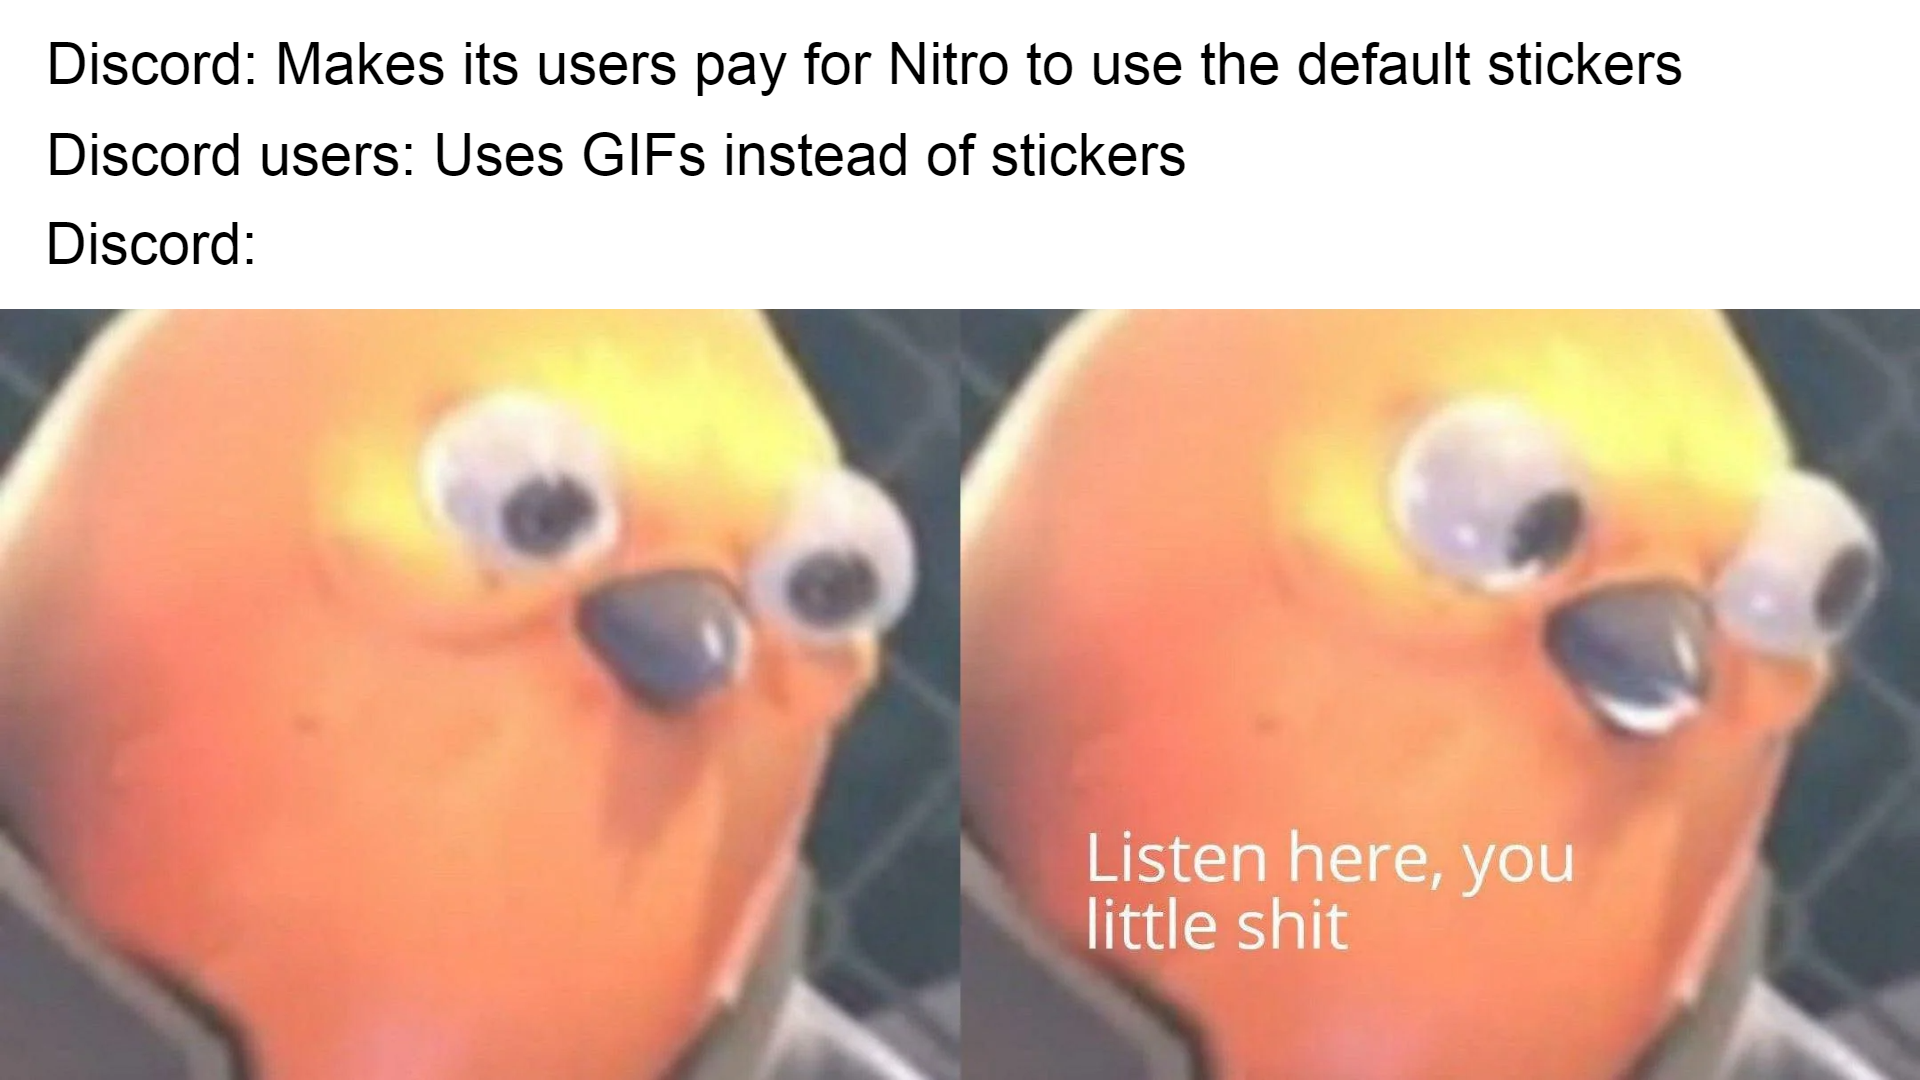 Discord: Makes its users pay for Nitro to use the default stickers
Discord users: Uses GIFs instead of stickers
Discord:
Listen here, you
little shit